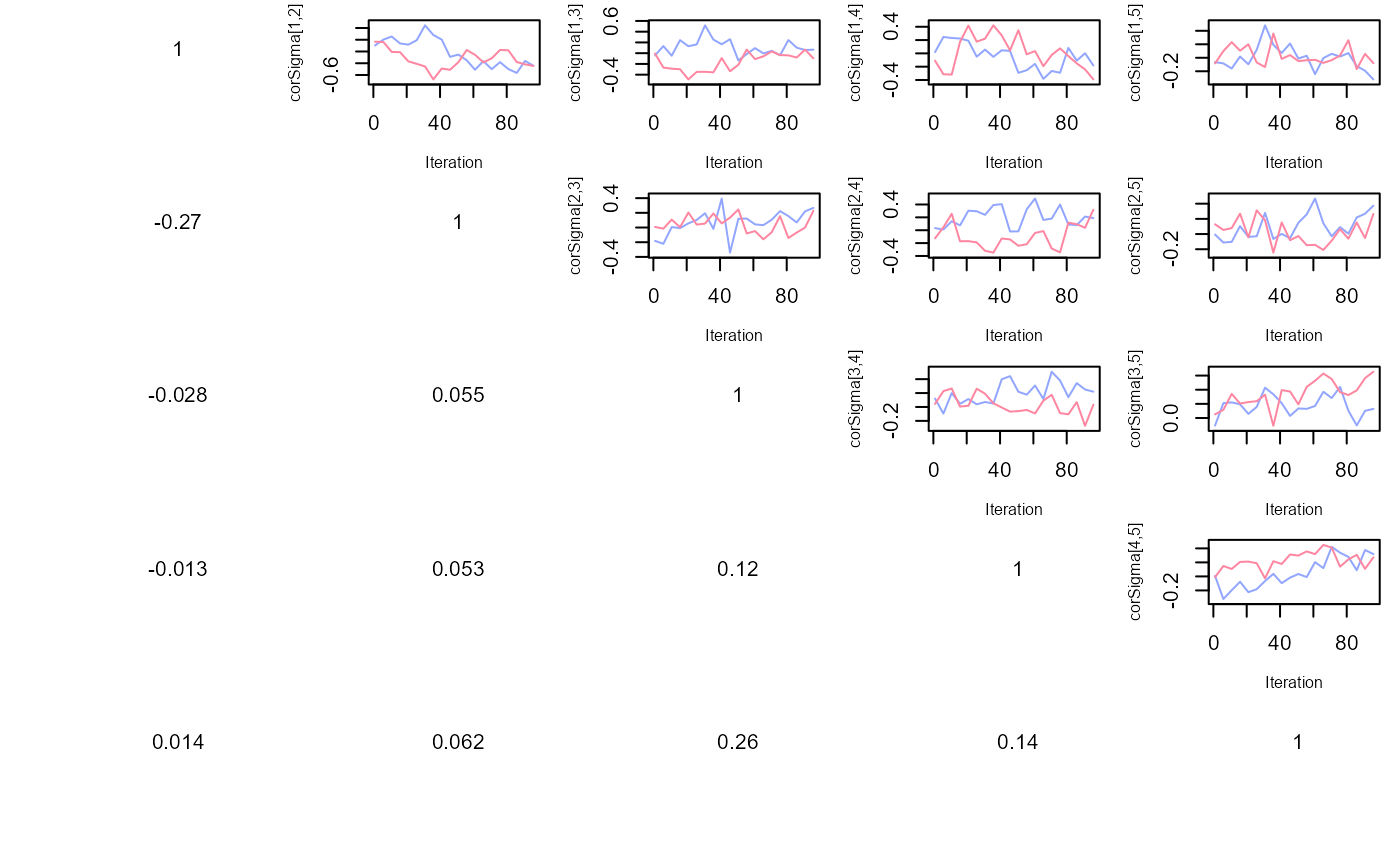 1
corSigma[1,2]
-0.6
0 40 80
Iteration
corSigma[1,3]
-0.4 0.6
0 40 80
Iteration
corSigma[1,4]
-0.4 0.4
0 40 80
Iteration
corSigma[1,5]
-0.2
0 40 80
Iteration
-0.27
1
corSigma[2,3]
-0.4 0.4
0 40 80
Iteration
corSigma[2,4]
-0.4 0.4
0 40 80
Iteration
corSigma[2,5]
-0.2
0 40 80
Iteration
-0.028
0.055
1
corSigma[3,4]
-0.2
0 40 80
Iteration
corSigma[3,5]
0.0
0 40 80
Iteration
-0.013
0.053
0.12
1
corSigma[4,5]
-0.2
0 40 80
Iteration
0.014
0.062
0.26
0.14
1